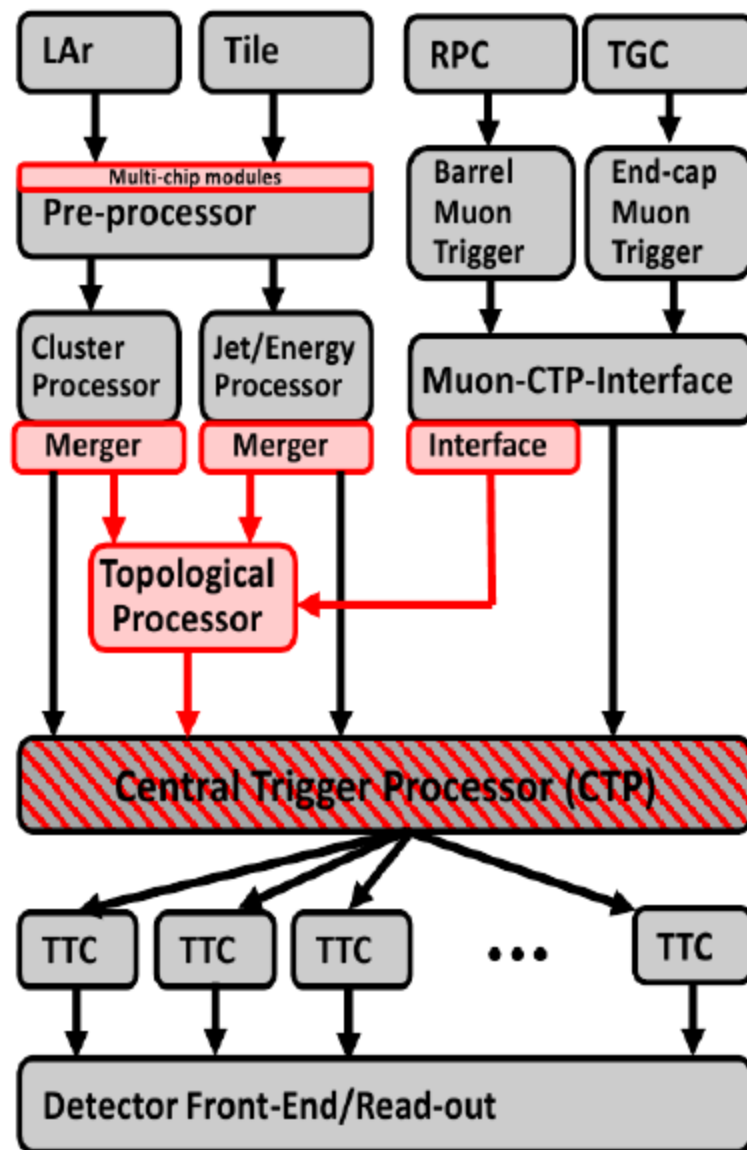 LAr
Tile
RPC
TGC
Multi-chip modules
Pre-processor
Barrel
Muon
Trigger
End-cap
Muon
Trigger
Cluster
Processor
Jet/Energy
Processor
Muon-CTP-Interface
Merger
Merger
Interface
Topological
Processor
Central Trigger Processor (CTP)
TTC
TTC
TTC
...
TTC
Detector Front-End/Read-out